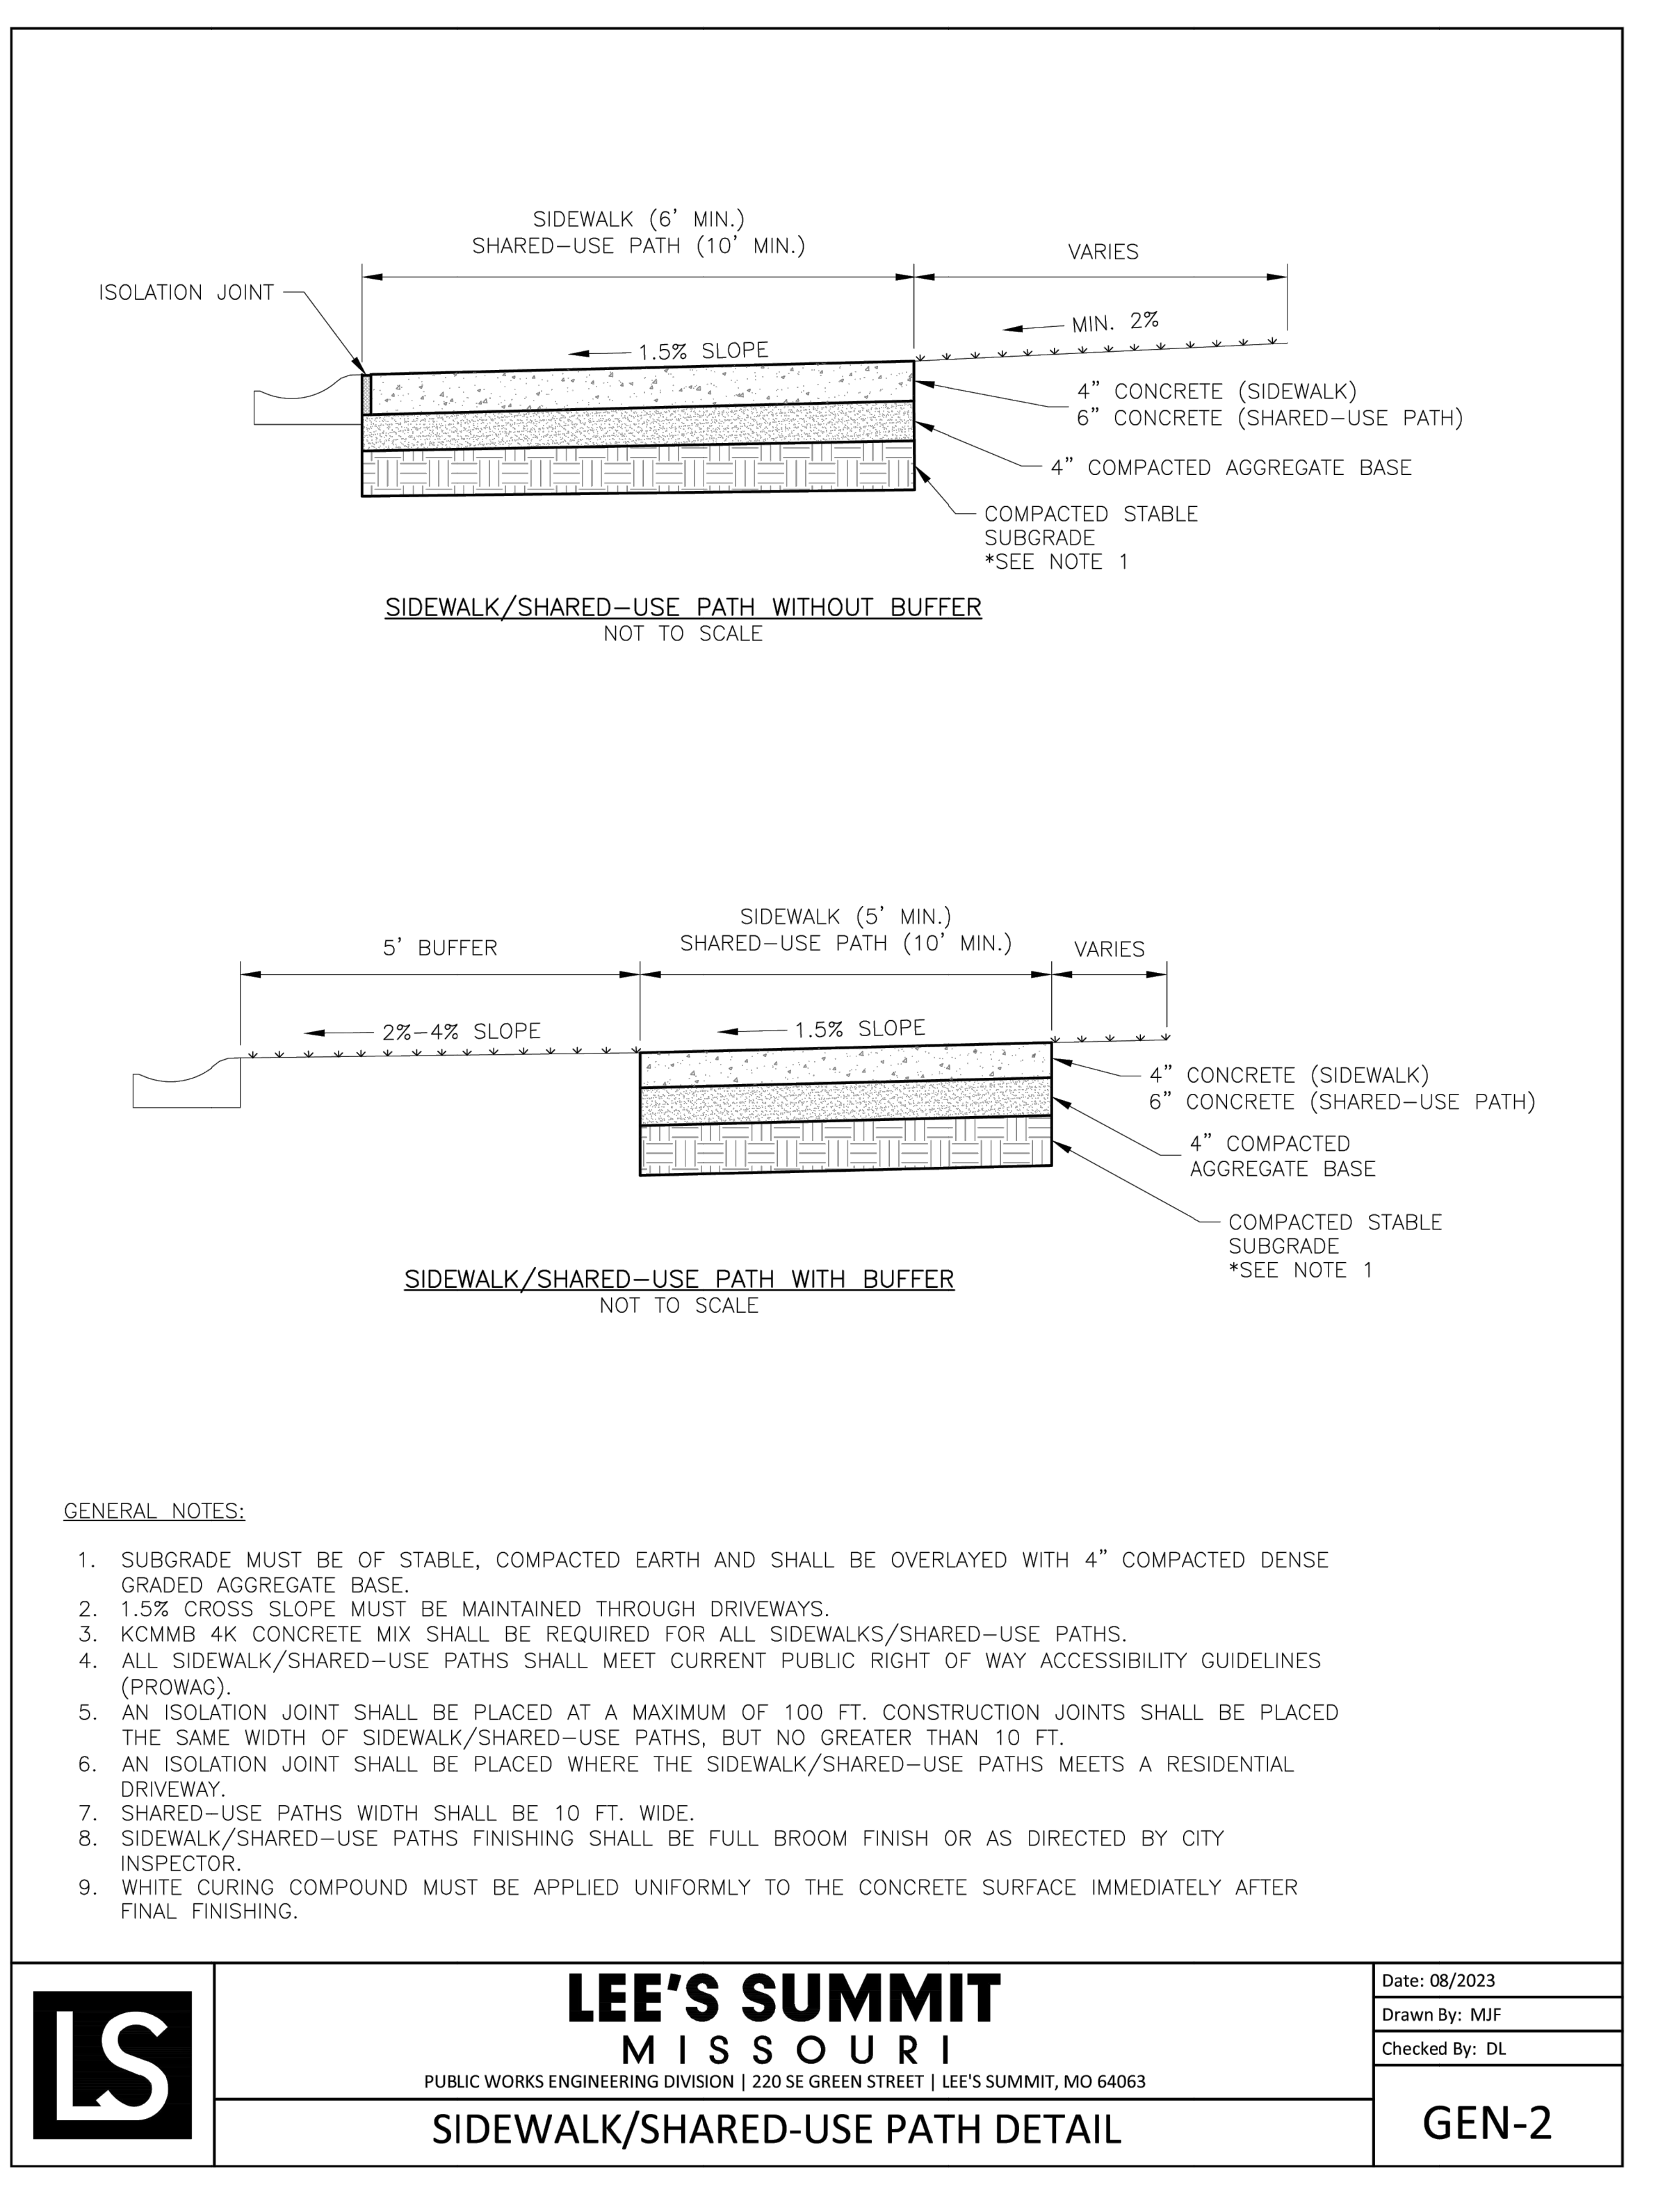 SIDEWALK (6' MIN.)
SHARED-USE PATH (10' MIN.)
VARIES
ISOLATION JOINT
MIN. 2%
1.5% SLOPE
4" CONCRETE (SIDEWALK)
6" CONCRETE (SHARED-USE PATH)
4" COMPACTED AGGREGATE BASE
COMPACTED STABLE
SUBGRADE
*SEE NOTE 1
SIDEWALK/SHARED-USE PATH WITHOUT BUFFER
NOT TO SCALE
SIDEWALK (5' MIN.)
SHARED-USE PATH (10' MIN.)
5' BUFFER
VARIES
2%-4% SLOPE
1.5% SLOPE
4" CONCRETE (SIDEWALK)
6" CONCRETE (SHARED-USE PATH)
4" COMPACTED
AGGREGATE BASE
COMPACTED STABLE
SUBGRADE
*SEE NOTE 1
SIDEWALK/SHARED-USE PATH WITH BUFFER
NOT TO SCALE
GENERAL NOTES:
1. SUBGRADE MUST BE OF STABLE, COMPACTED EARTH AND SHALL BE OVERLAYED WITH 4" COMPACTED DENSE
GRADED AGGREGATE BASE.
2. 1.5% CROSS SLOPE MUST BE MAINTAINED THROUGH DRIVEWAYS.
3. KCMMB 4K CONCRETE MIX SHALL BE REQUIRED FOR ALL SIDEWALKS/SHARED-USE PATHS.
4. ALL SIDEWALK/SHARED-USE PATHS SHALL MEET CURRENT PUBLIC RIGHT OF WAY ACCESSIBILITY GUIDELINES
(PROWAG).
5. AN ISOLATION JOINT SHALL BE PLACED AT A MAXIMUM OF 100 FT. CONSTRUCTION JOINTS SHALL BE PLACED
THE SAME WIDTH OF SIDEWALK/SHARED-USE PATHS, BUT NO GREATER THAN 10 FT.
6. AN ISOLATION JOINT SHALL BE PLACED WHERE THE SIDEWALK/SHARED-USE PATHS MEETS A RESIDENTIAL
DRIVEWAY.
7. SHARED-USE PATHS WIDTH SHALL BE 10 FT. WIDE.
8. SIDEWALK/SHARED-USE PATHS FINISHING SHALL BE FULL BROOM FINISH OR AS DIRECTED BY CITY
INSPECTOR.
9. WHITE CURING COMPOUND MUST BE APPLIED UNIFORMLY TO THE CONCRETE SURFACE IMMEDIATELY AFTER
FINAL FINISHING.
LS
LEE'S SUMMIT
MISSOURI
PUBLIC WORKS ENGINEERING DIVISION | 220 SE GREEN STREET | LEE'S SUMMIT, MO 64063
SIDEWALK/SHARED-USE PATH DETAIL
Date: 08/2023
Drawn By: MJF
Checked By: DL
GEN-2